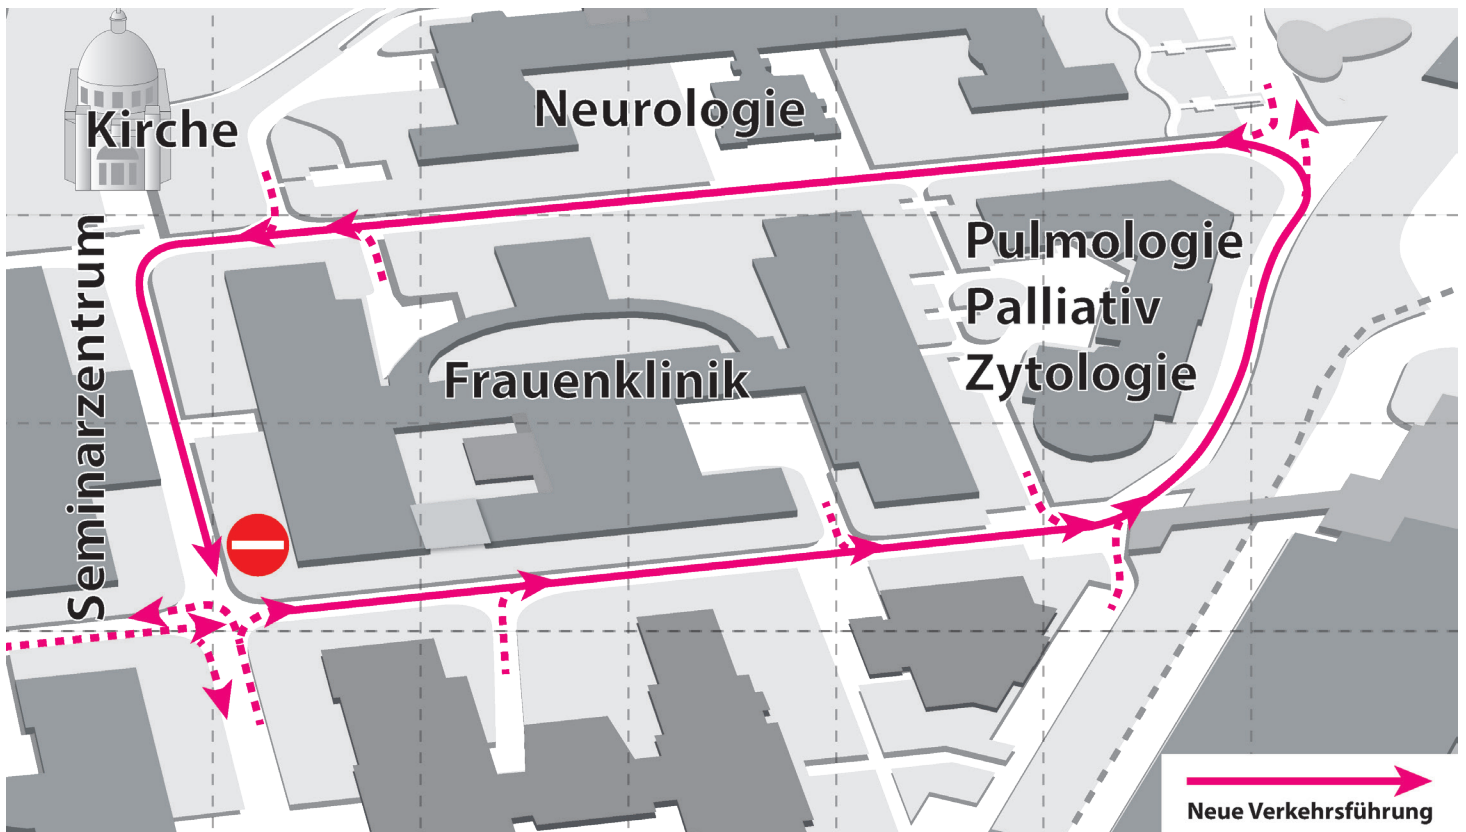 Kirche
Neurologie
Seminarzentrum
Pulmologie
Palliativ
Zytologie
Frauenklinik
Neue Verkehrsführung